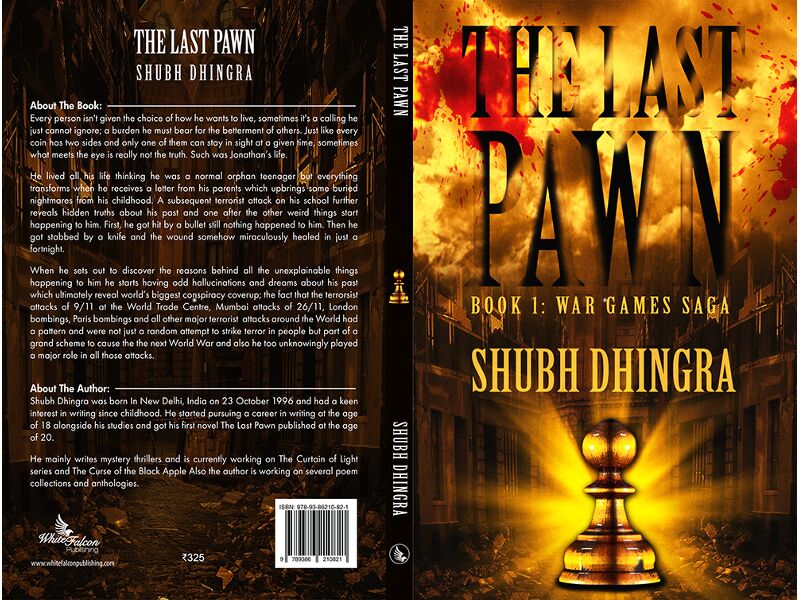 THE LAST PAWN
SHUBH DHINGRA
About The Book:
Every person isn't given the choice of how he wants to live, sometimes it's a calling he
just cannot ignore; a burden he must bear for the betterment of others. Just like every
coin has two sides and only one of them can stay in sight at a given time, sometimes
what meets the eye is really not the truth. Such was Jonathan's life.
He lived all his life thinking he was a normal orphan teenager but everything
transforms when he receives a letter from his parents which upbrings some buried
nightmares from his childhood. A subsequent terrorist attack on his school further
reveals hidden truths about his past and one after the other weird things start
happening to him. First, he got hit by a bullet still nothing happened to him. Then he
got stabbed by a knife and the wound somehow miraculously healed in just a
fortnight.
When he sets out to discover the reasons behind all the unexplainable things
happening to him he starts having odd hallucinations and dreams about his past
which ultimately reveal world's biggest conspiracy coverup; the fact that the terrorsist
attacks of 9/11 at the World Trade Centre, Mumbai attacks of 26/11, London
bombings, Paris bombings and all other major terrorist attacks around the World had
a pattern and were not just a random attempt to strike terror in people but part of a
grand scheme to cause the the next World War and also he too unknowingly played
a major role in all those attacks.
About The Author:
Shubh Dhingra was born In New Delhi, India on 23 October 1996 and had a keen
interest in writing since childhood. He started pursuing a career in writing at the age
of 18 alongside his studies and got his first novel The Last Pawn published at the age
of 20.
He mainly writes mystery thrillers and is currently working on The Curtain of Light
series and The Curse of the Black Apple Also the author is working on several poem
collections and anthologies.
White Falcon
Publishing
www.whitefalconpublishing.com
₹325
ISBN: 978-93-86210-82-1
9 789386 210821
THE LAST PAWN
SHUBH DHINGRA
THE LAST
PAWN
BOOK 1: WAR GAMES SAGA
SHUBH DHINGRA